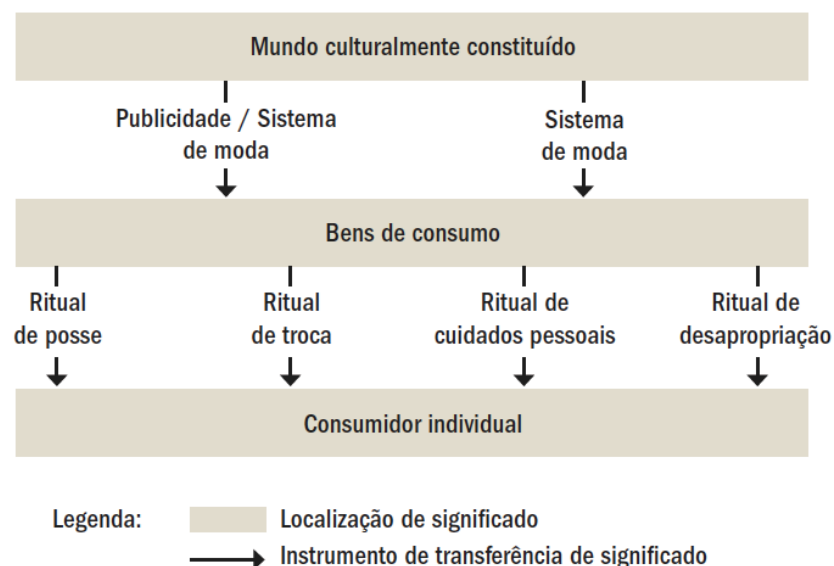 Mundo culturalmente constituído
Publicidade / Sistema
de moda
Sistema
de moda
Bens de consumo
Ritual
de posse
Ritual
de troca
Ritual de
cuidados pessoais
Ritual de
desapropriação
Consumidor individual
Legenda:
Localização de significado
Instrumento de transferência de significado